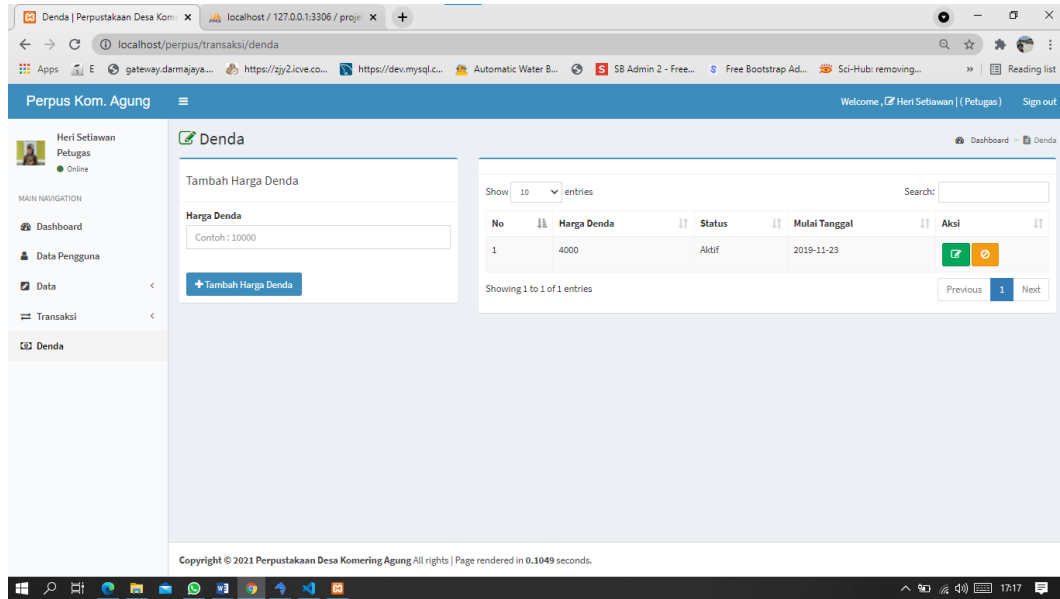 Denda | Perpustakaan Desa Kom
localhost / 127.0.0.1:3306 / proje
localhost/perpus/transaksi/denda
Apps
E
gateway.darmajaya....
https://zjy2.icve.co...
https://dev.mysql.c...
Automatic Water B...
S SB Admin 2 - Free...
S Free Bootstrap Ad...
Sci-Hub: removing...
»
Reading list
Perpus Kom. Agung
Welcome , Heri Setiawan | ( Petugas )
Sign out
Heri Setiawan
Petugas
Online
MAIN NAVIGATION
Dashboard
Data Pengguna
Data
Transaksi
Denda
Denda
Dashboard > Denda
Tambah Harga Denda
Harga Denda
Contoh : 10000
+Tambah Harga Denda
Show 10 entries
Search:
No Harga Denda Status Mulai Tanggal Aksi
1 4000 Aktif 2019-11-23
Showing 1 to 1 of 1 entries
Previous 1 Next
Copyright © 2021 Perpustakaan Desa Komering Agung All rights | Page rendered in 0.1049 seconds.
17:17